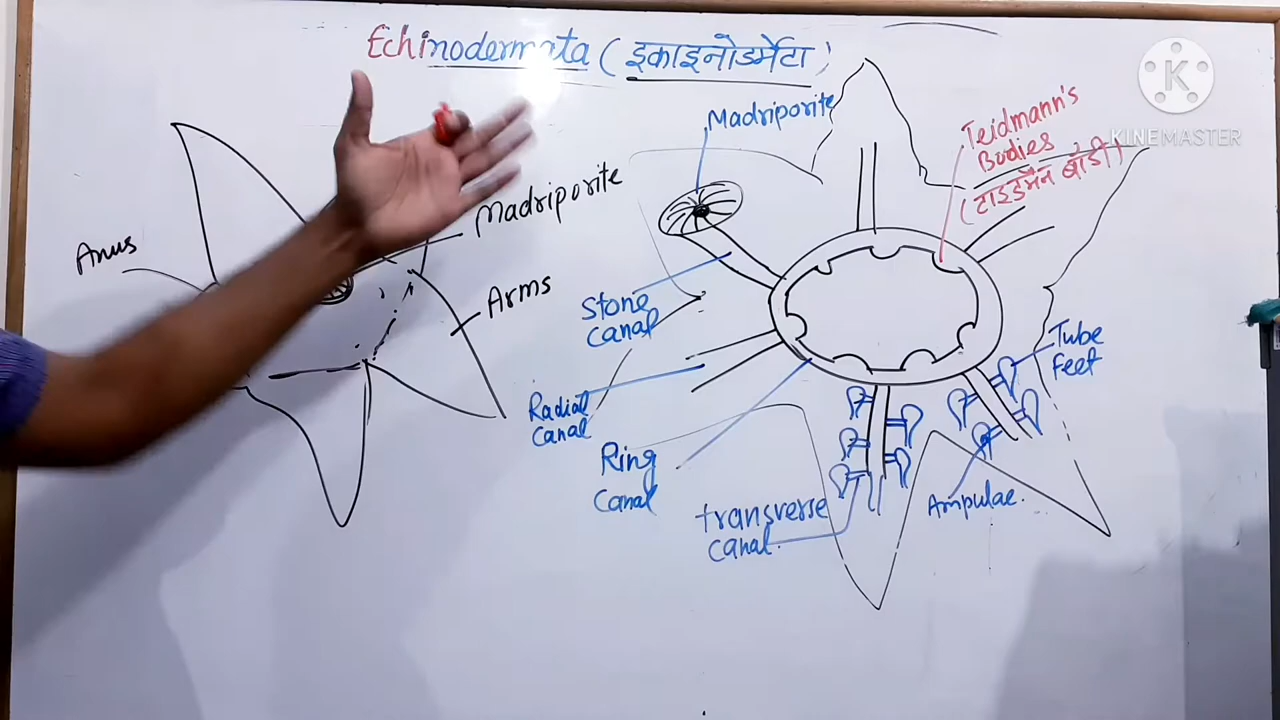 Echinodermata ( इकाइनोडर्मेटा )
Madriporite
Teidmann's
Bodies
( टाइडमैन बॉडी )
KINEMASTER
Madriporite
Anus
Arms
Stone
Canal
Tube
Feet
Radial
Canal
Ring
Canal
transverse
Canal.
Ampulae.